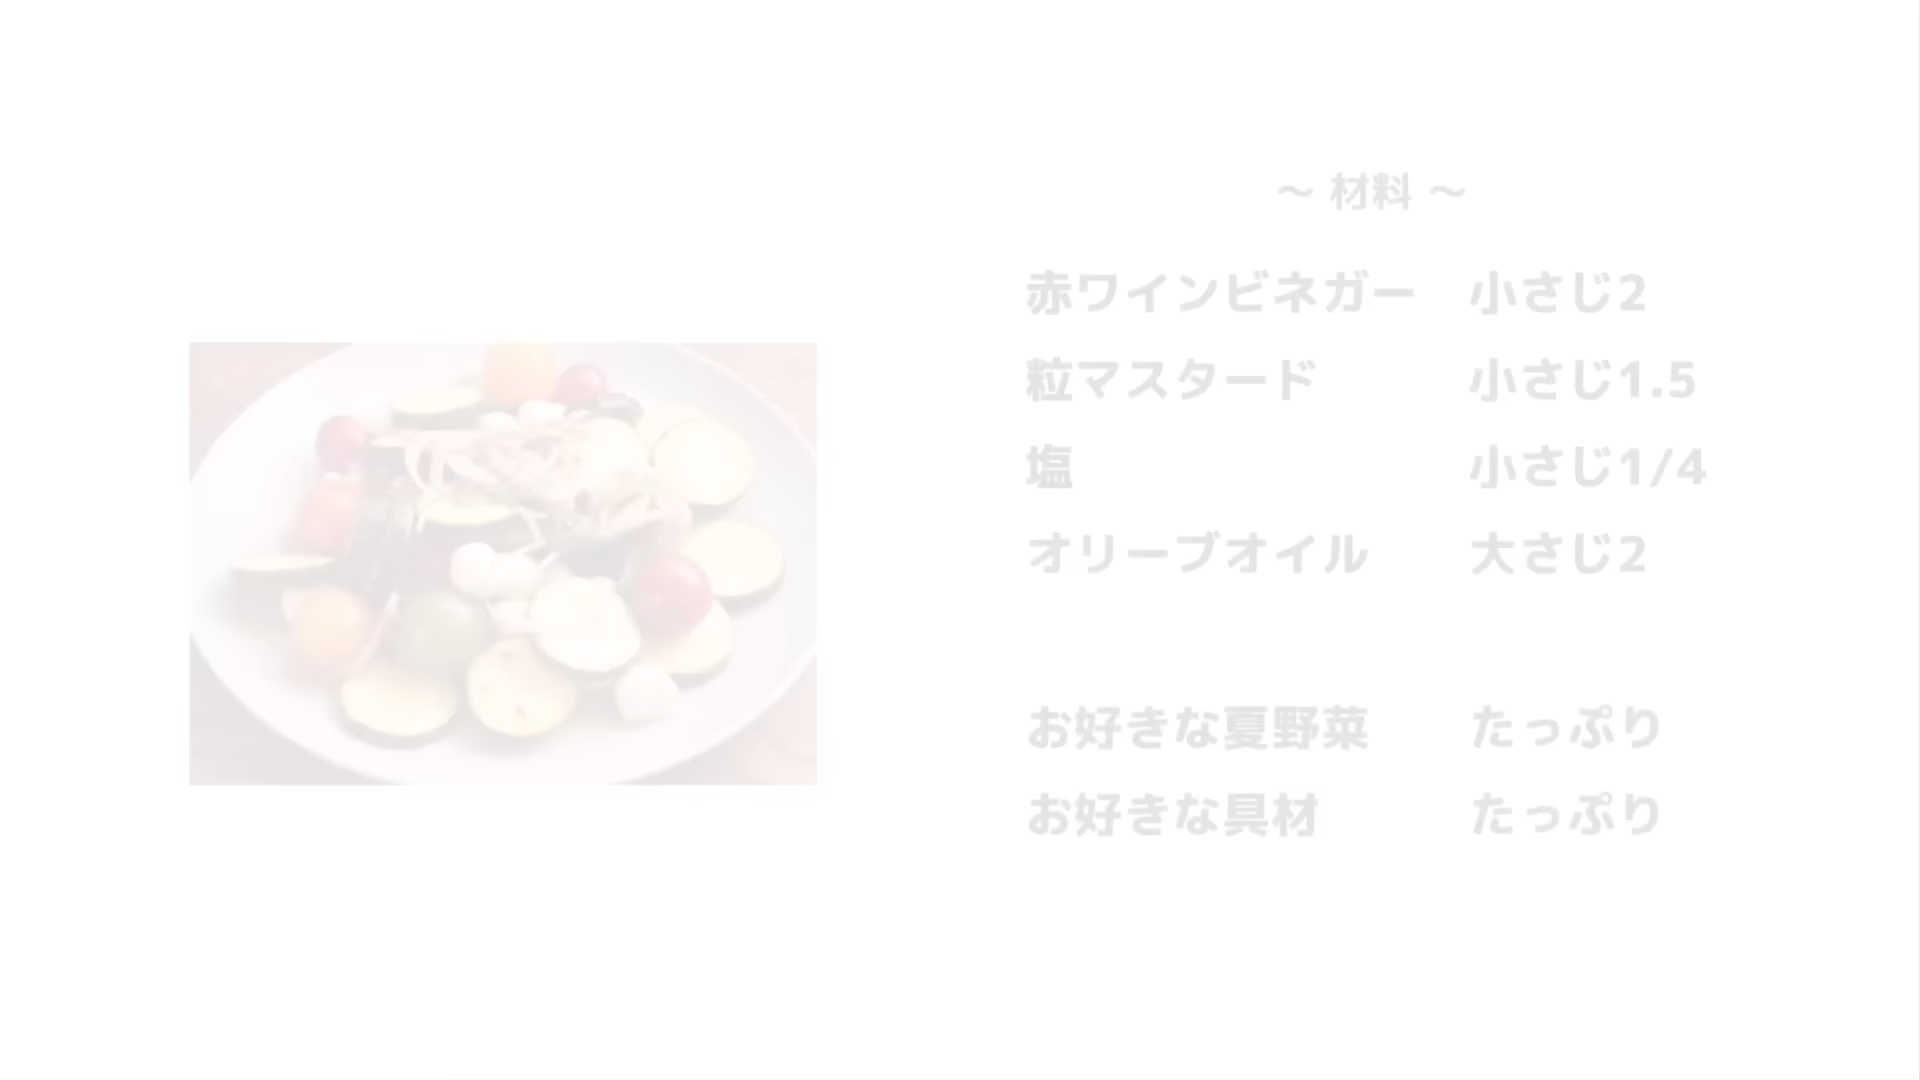 ～ 材料 ～
赤ワインビネガー 小さじ2
粒マスタード 小さじ1.5
塩 小さじ1/4
オリーブオイル 大さじ2
お好きな夏野菜 たっぷり
お好きな具材 たっぷり